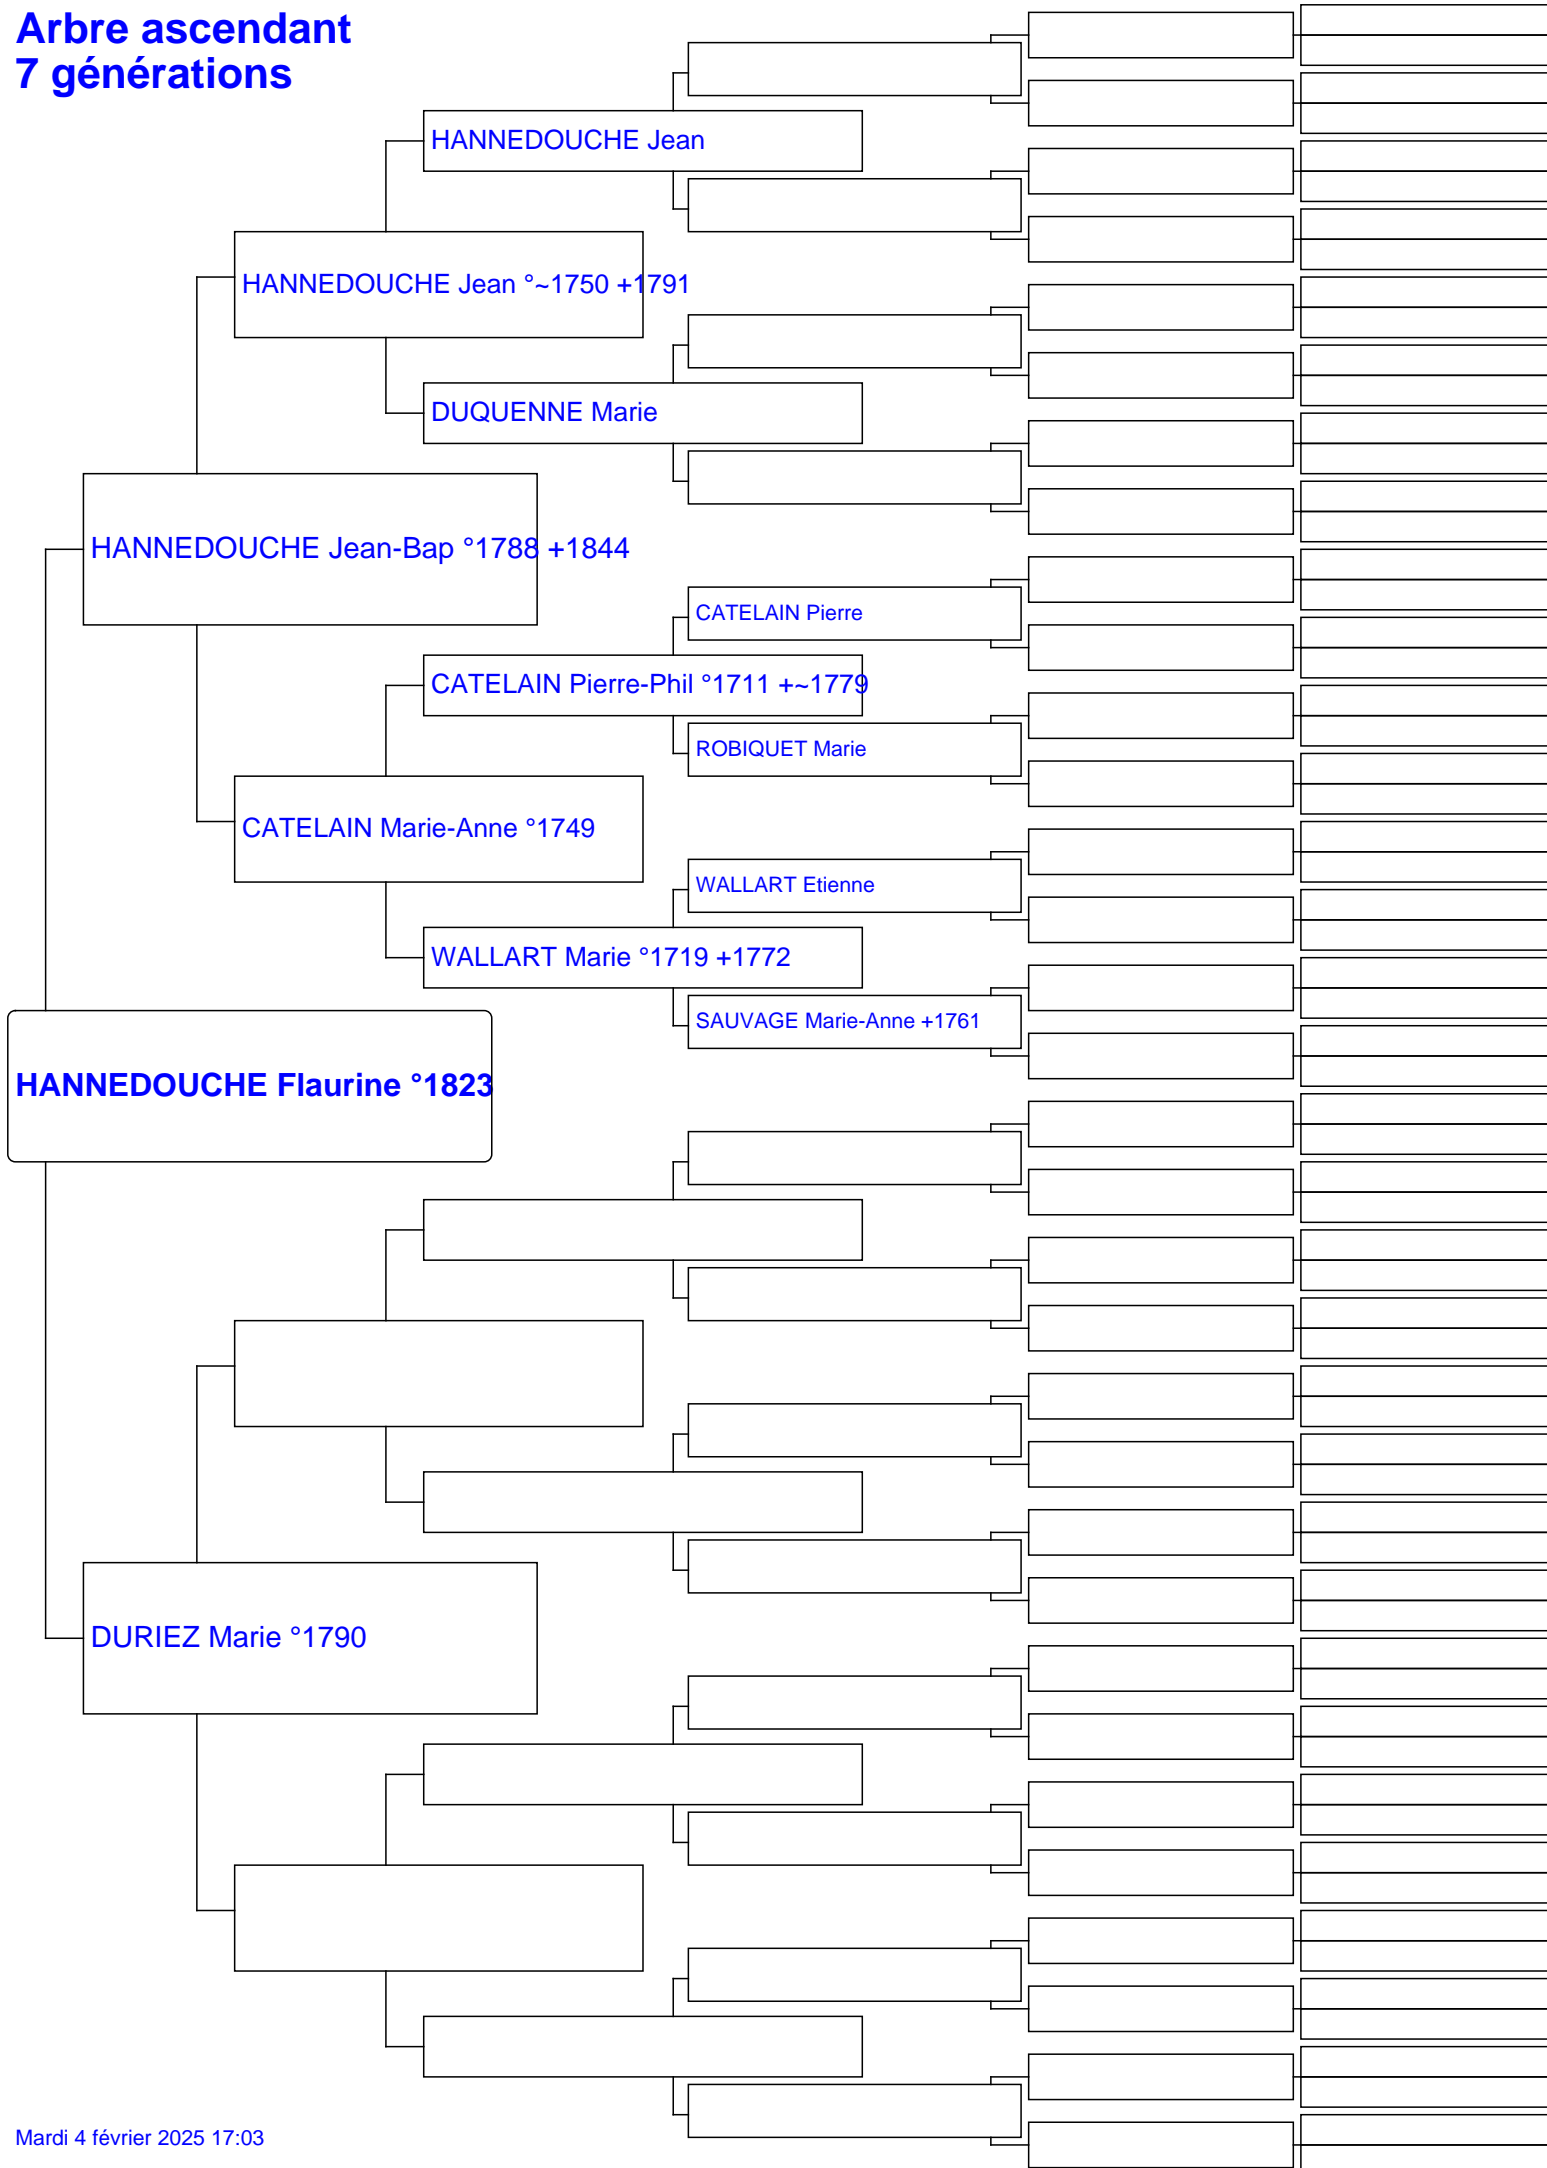 Arbre ascendant
7 générations
HANNEDOUCHE Jean
HANNEDOUCHE Jean °~1750 +1791
DUQUENNE Marie
HANNEDOUCHE Jean-Bap °1788 +1844
CATELAIN Pierre
CATELAIN Pierre-Phil °1711 +~1779
ROBIQUET Marie
CATELAIN Marie-Anne °1749
WALLART Etienne
WALLART Marie °1719 +1772
SAUVAGE Marie-Anne +1761
HANNEDOUCHE Flaurine °1823
DURIEZ Marie °1790
Mardi 4 février 2025 17:03